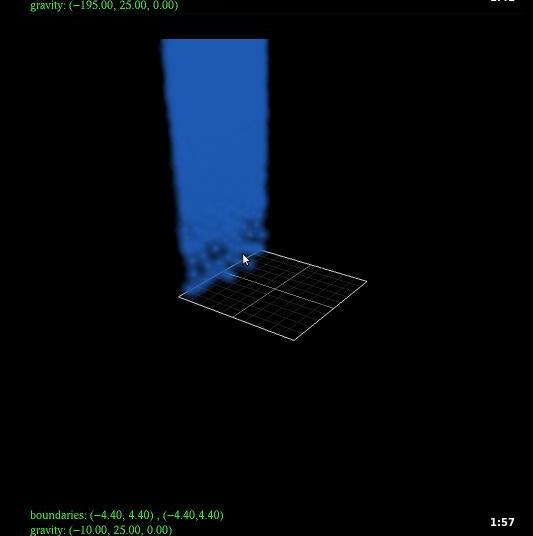 gravity: (−195.00, 25.00, 0.00)
boundaries: (−4.40, 4.40) , (−4.40,4.40)
gravity: (−10.00, 25.00, 0.00)
1:57